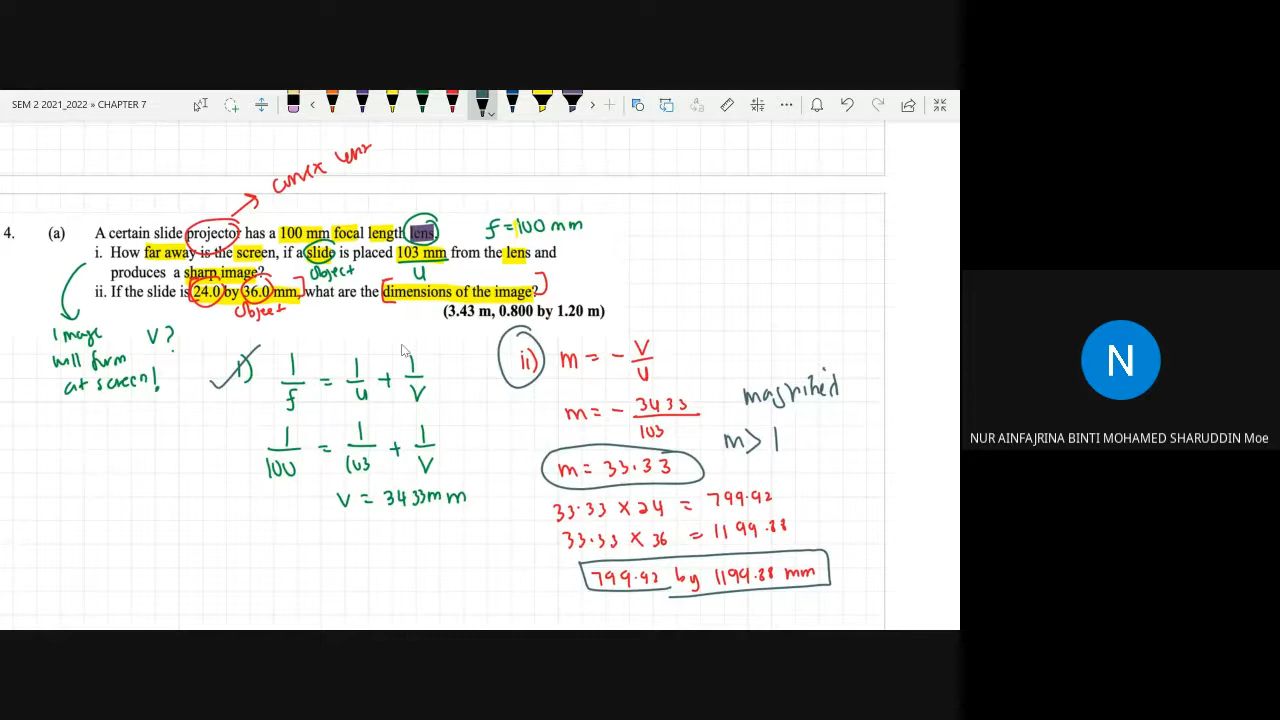 SEM 2 2021_2022 » CHAPTER 7
convex lens
4. (a) A certain slide projector has a 100 mm focal length lens.
f = 100 mm
i. How far away is the screen, if a slide is placed 103 mm from the lens and
produces a sharp image?
object
u
ii. If the slide is 24.0 by 36.0 mm, what are the dimensions of the image?
object
(3.43 m, 0.800 by 1.20 m)
image V?
will form
at screen!
i) 1/f = 1/u + 1/V
1/100 = 1/103 + 1/V
V = 3433mm
ii) m = - V/U
m = - 3433/103
m = 33.33
magnified
m > 1
33.33 x 24 = 799.92
33.33 x 36 = 1199.88
799.92 by 1199.88 mm
N
NUR AINFAJRINA BINTI MOHAMED SHARUDDIN Moe